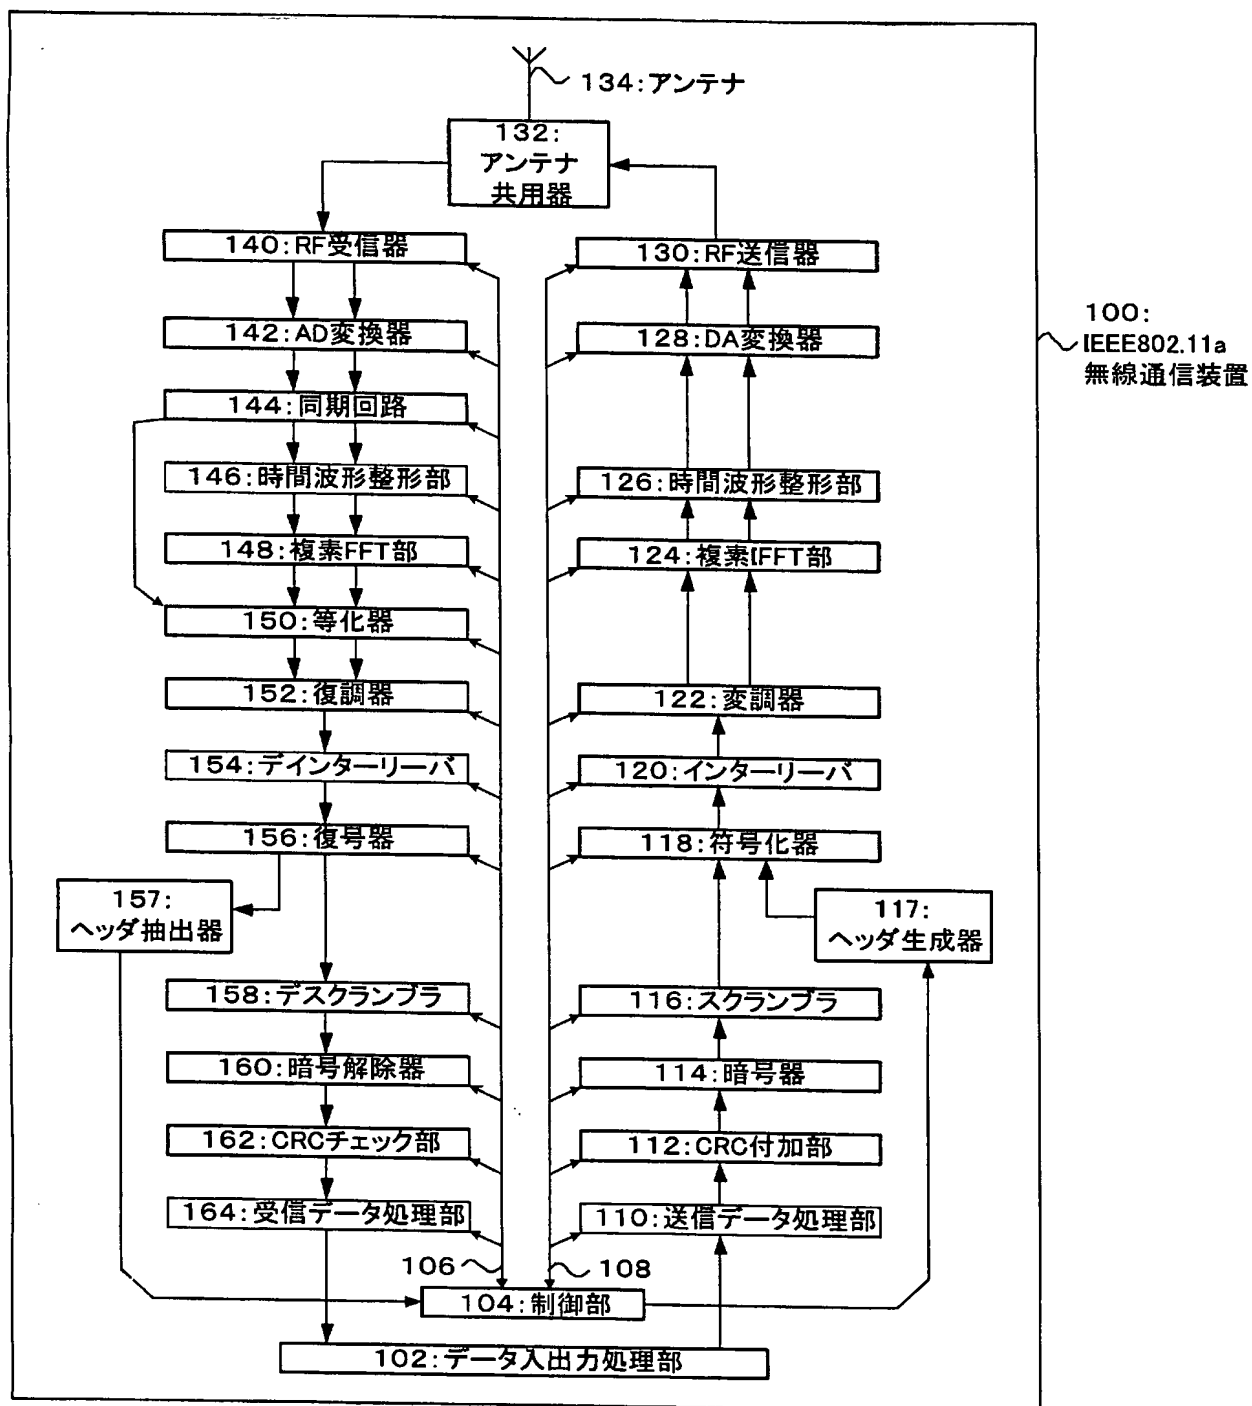 134:アンテナ
132:
アンテナ
共用器
140:RF受信器
130:RF送信器
142:AD変換器
128:DA変換器
100:
IEEE802.11a
無線通信装置
144:同期回路
146:時間波形整形部
126:時間波形整形部
148:複素FFT部
124:複素IFFT部
150:等化器
152:復調器
122:変調器
154:デインターリーバ
120:インターリーバ
156:復号器
118:符号化器
157:
ヘッダ抽出器
117:
ヘッダ生成器
158:デスクランブラ
116:スクランブラ
160:暗号解除器
114:暗号器
162:CRCチェック部
112:CRC付加部
164:受信データ処理部
110:送信データ処理部
106
108
104:制御部
102:データ入出力処理部